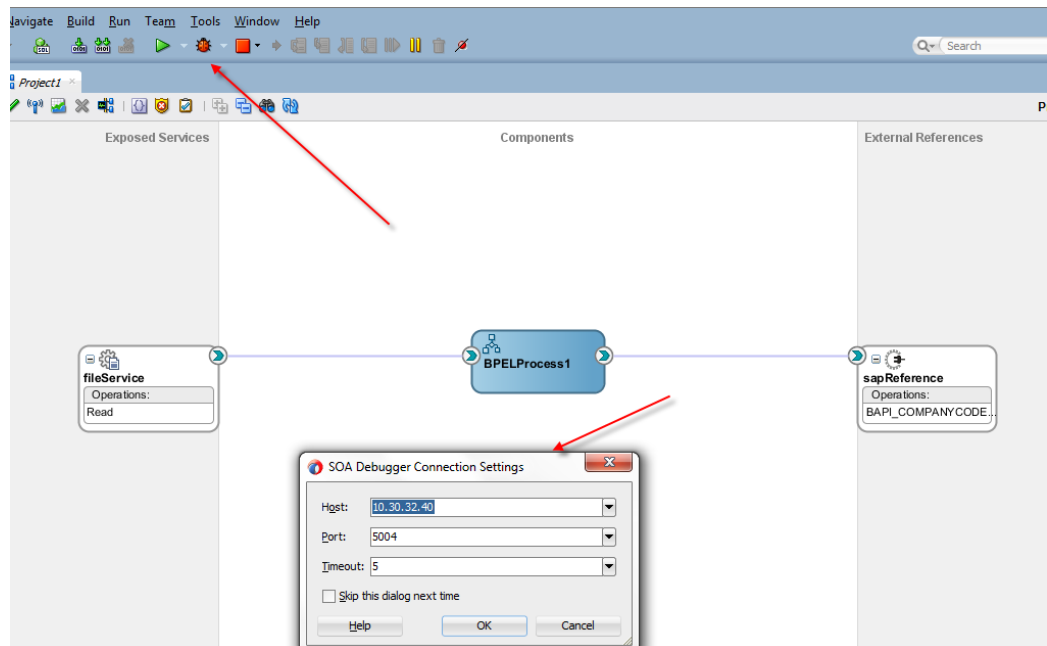 Navigate Build Run Team Tools Window Help
Search
Project1
P
Exposed Services
Components
External References
BPELProcess1
fileService
Operations:
Read
sapReference
Operations:
BAPI_COMPANYCODE...
SOA Debugger Connection Settings
Host: 10.30.32.40
Port: 5004
Timeout: 5
Skip this dialog next time
Help OK Cancel